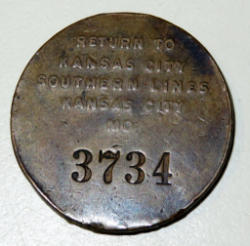 RETURN TO
KANSAS CITY
SOUTHERN LINES
KANSAS CITY
MO.
3734